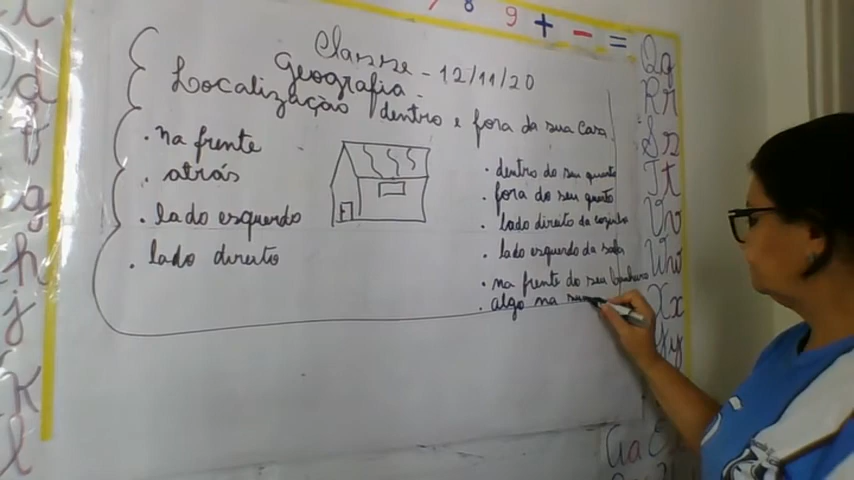 8 9 + - =
Classe - 12/11/20
Geografia -
Localização dentro e fora da sua casa.
. na frente
. atrás
. lado esquerdo
. lado direito
. dentro do seu quarto
. fora do seu quarto
. lado direito da cozinha
. lado esquerdo da sala
. na frente do seu banheiro
. algo na
Qq
Rr
Ss
Tt
Vv
Ww
Xx
Yy